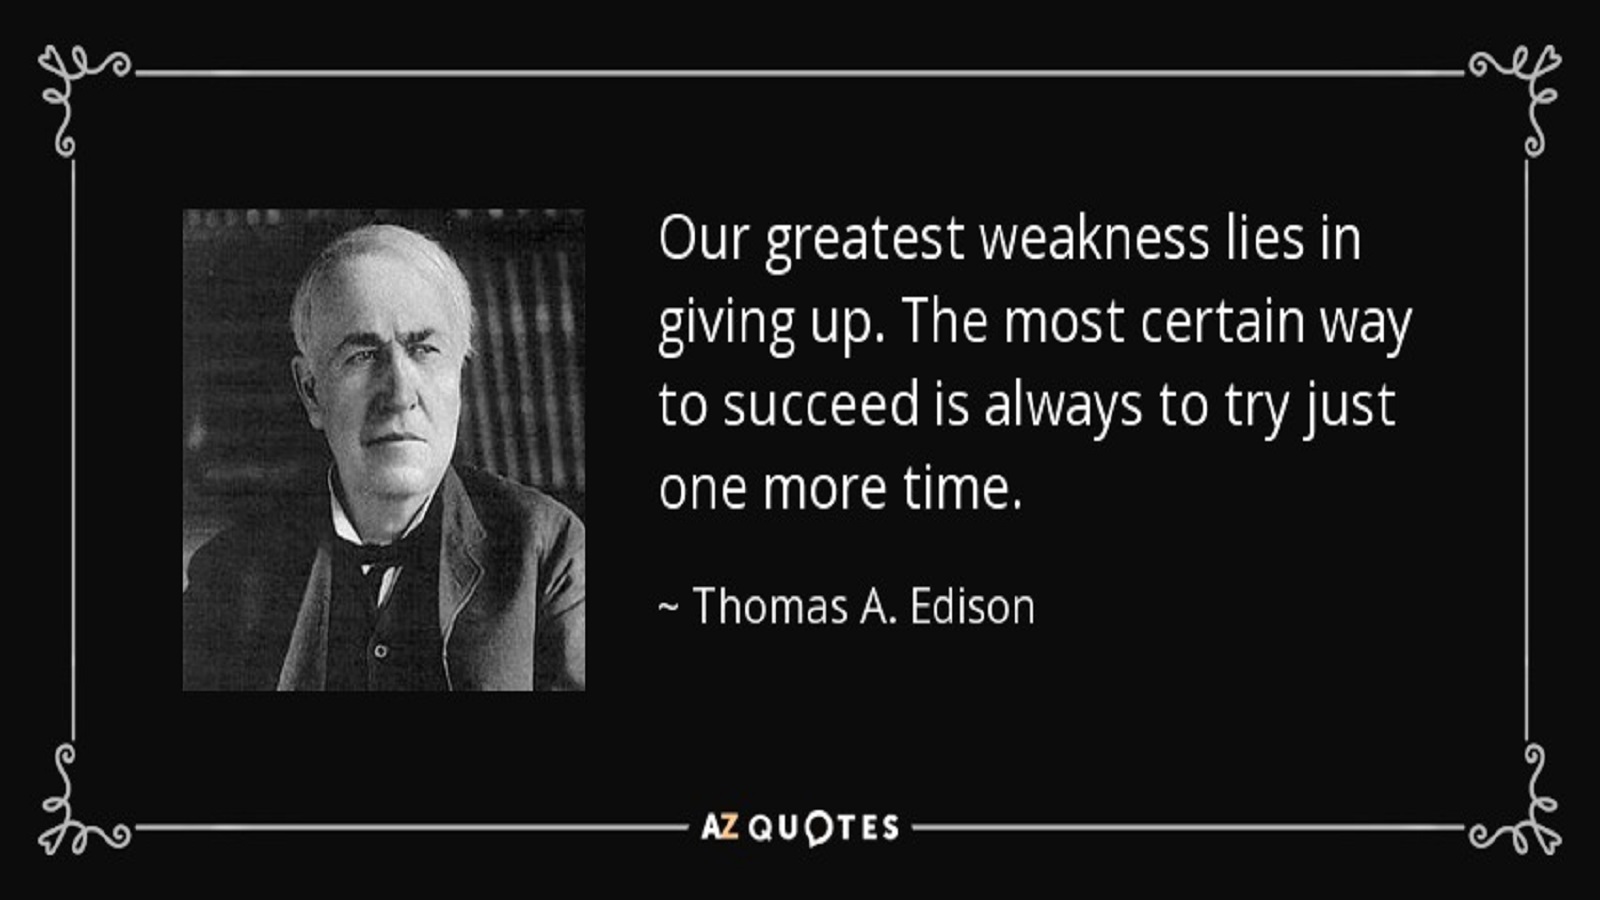 Our greatest weakness lies in
giving up. The most certain way
to succeed is always to try just
one more time.
~ Thomas A. Edison
AZ QUOTES